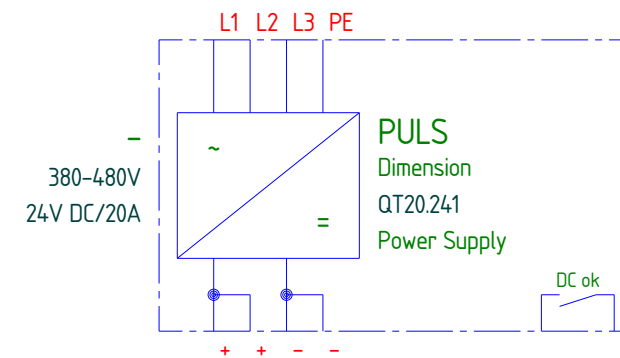 L1 L2 L3 PE
–
380-480V
24V DC/20A
~
=
PULS
Dimension
QT20.241
Power Supply
DC ok
+ + – –